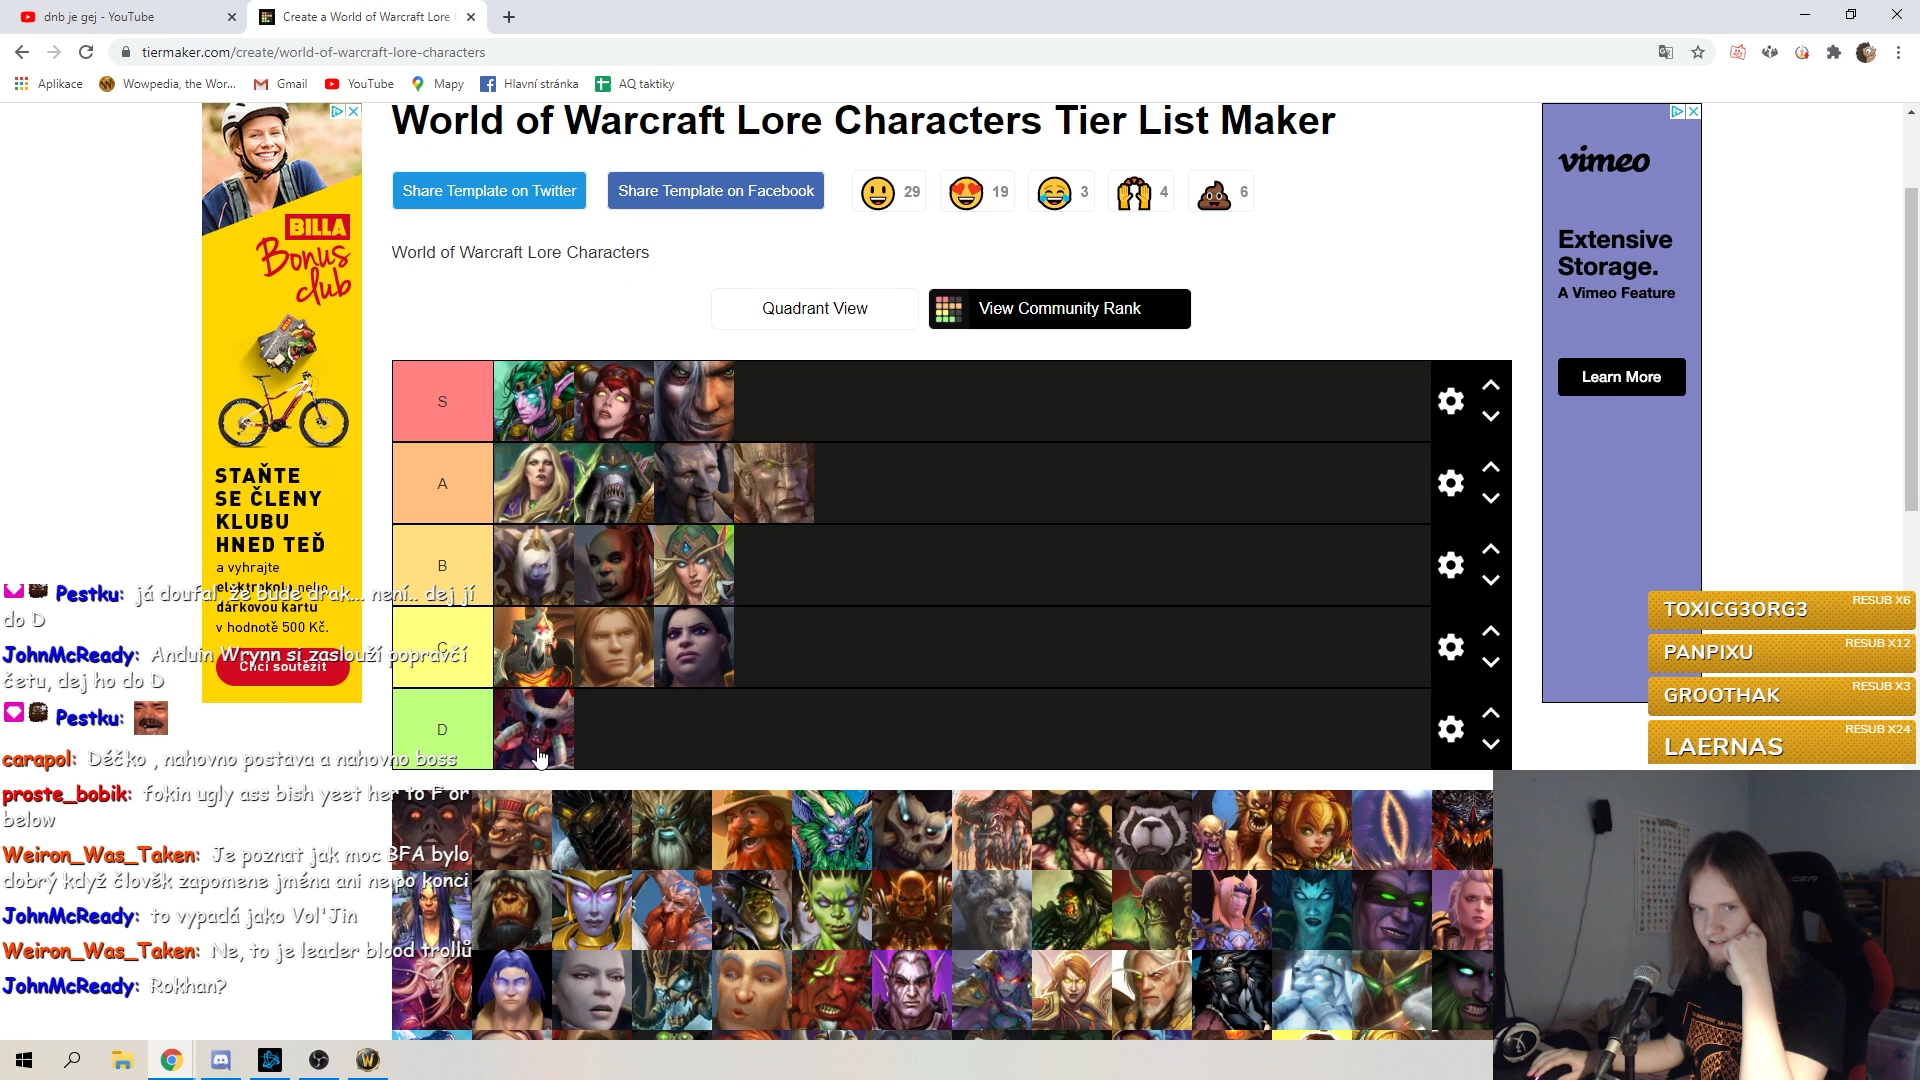 dnb je gej - YouTube
Create a World of Warcraft Lore C
tiermaker.com/create/world-of-warcraft-lore-characters
Aplikace
Wowpedia, the Wor...
Gmail
YouTube
Mapy
Hlavní stránka
AQ taktiky
World of Warcraft Lore Characters Tier List Maker
Share Template on Twitter
Share Template on Facebook
29
19
3
4
6
World of Warcraft Lore Characters
Quadrant View
View Community Rank
S
A
B
C
D
BILLA
Bonus
club
STAŇTE
SE ČLENY
KLUBU
HNED TEĎ
a vyhrajte
elektrokolo nebo
dárkovou kartu
v hodnotě 500 Kč.
Chci soutěžit
vimeo
Extensive
Storage.
A Vimeo Feature
Learn More
Pestku: já doufal, že bude drak... není.. dej jí
do D
JohnMcReady: Anduin Wrynn si zaslouží popravčí
četu, dej ho do D
Pestku:
carapol: Déčko , nahovno postava a nahovno boss
proste_bobik: fokin ugly ass bish yeet her to F or
below
Weiron_Was_Taken: Je poznat jak moc BFA bylo
dobrý když člověk zapomene jména ani ne po konci
JohnMcReady: to vypadá jako Vol'Jin
Weiron_Was_Taken: Ne, to je leader blood trollů
JohnMcReady: Rokhan?
RESUB X6
TOXICG3ORG3
RESUB X12
PANPIXU
RESUB X3
GROOTHAK
RESUB X24
LAERNAS